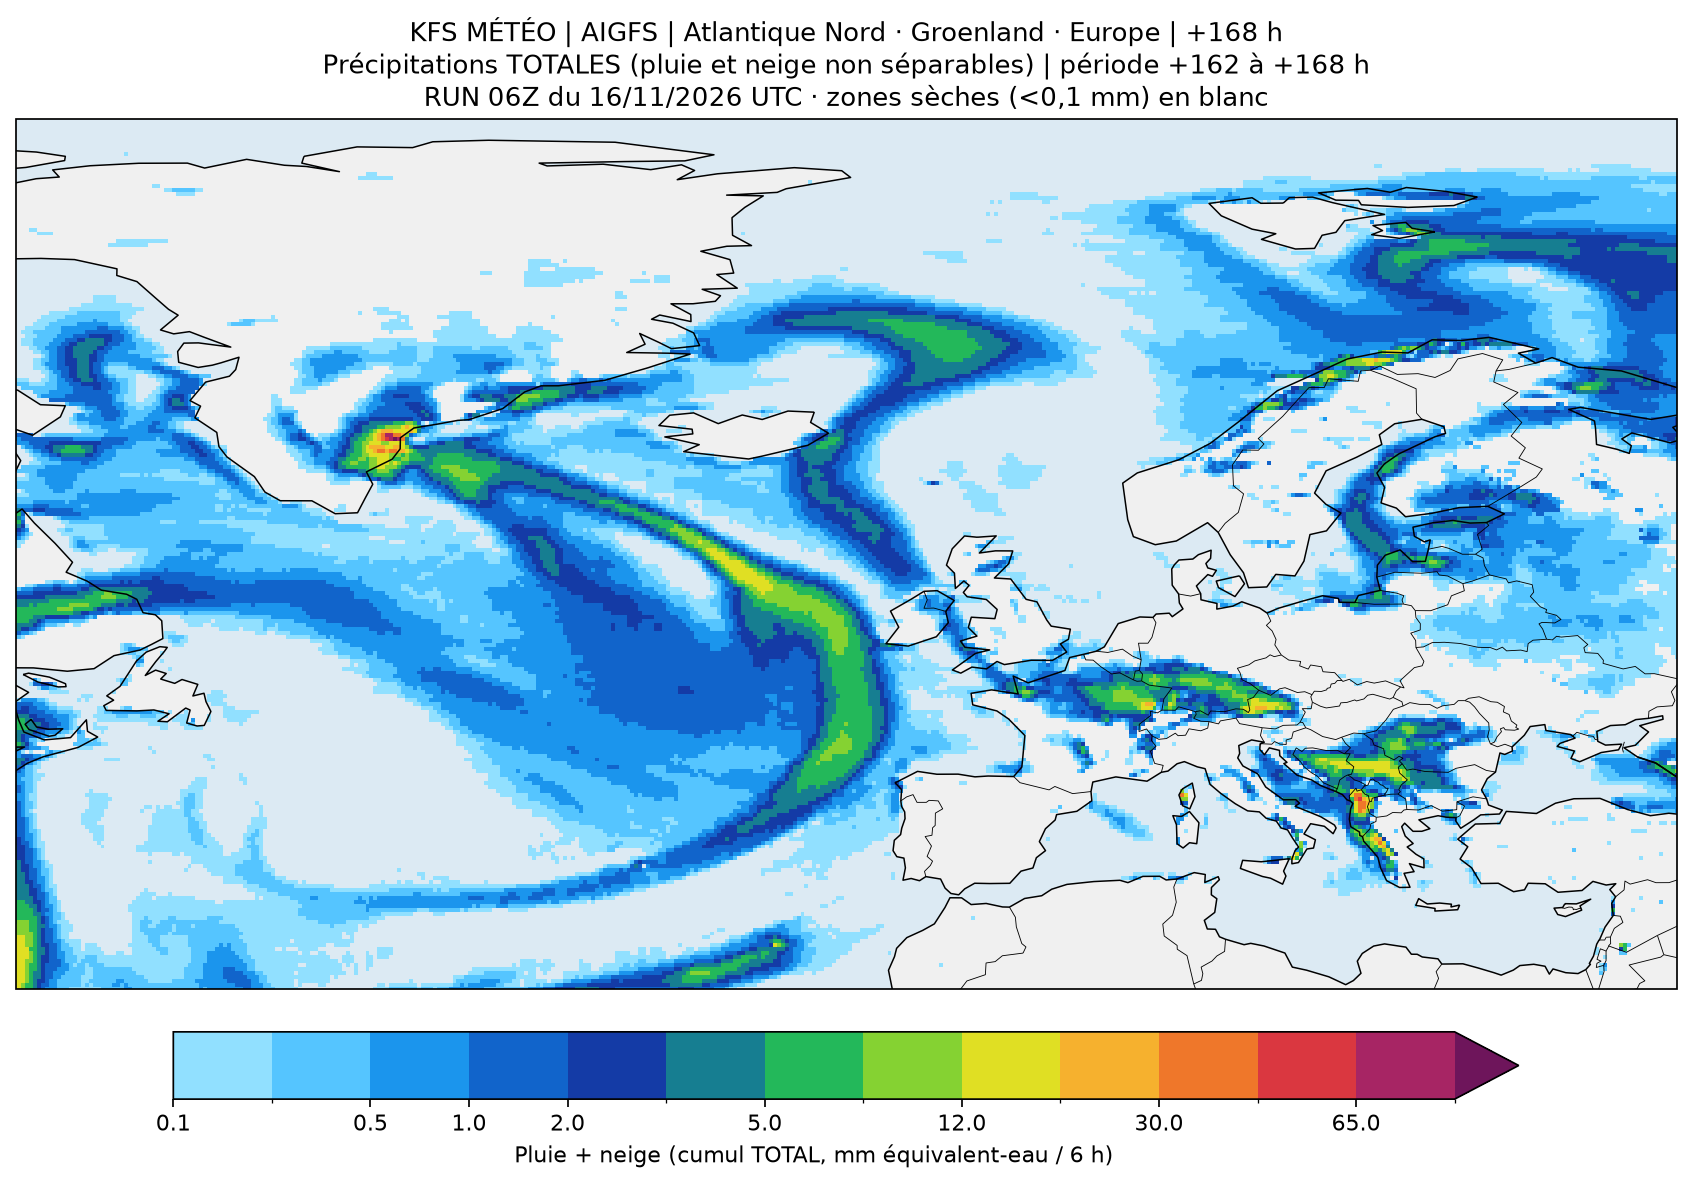 KFS MÉTÉO | AIGFS | Atlantique Nord · Groenland · Europe | +168 h
Précipitations TOTALES (pluie et neige non séparables) | période +162 à +168 h
RUN 06Z du 16/11/2026 UTC · zones sèches (<0,1 mm) en blanc
0.1 0.5 1.0 2.0 5.0 12.0 30.0 65.0
Pluie + neige (cumul TOTAL, mm équivalent-eau / 6 h)